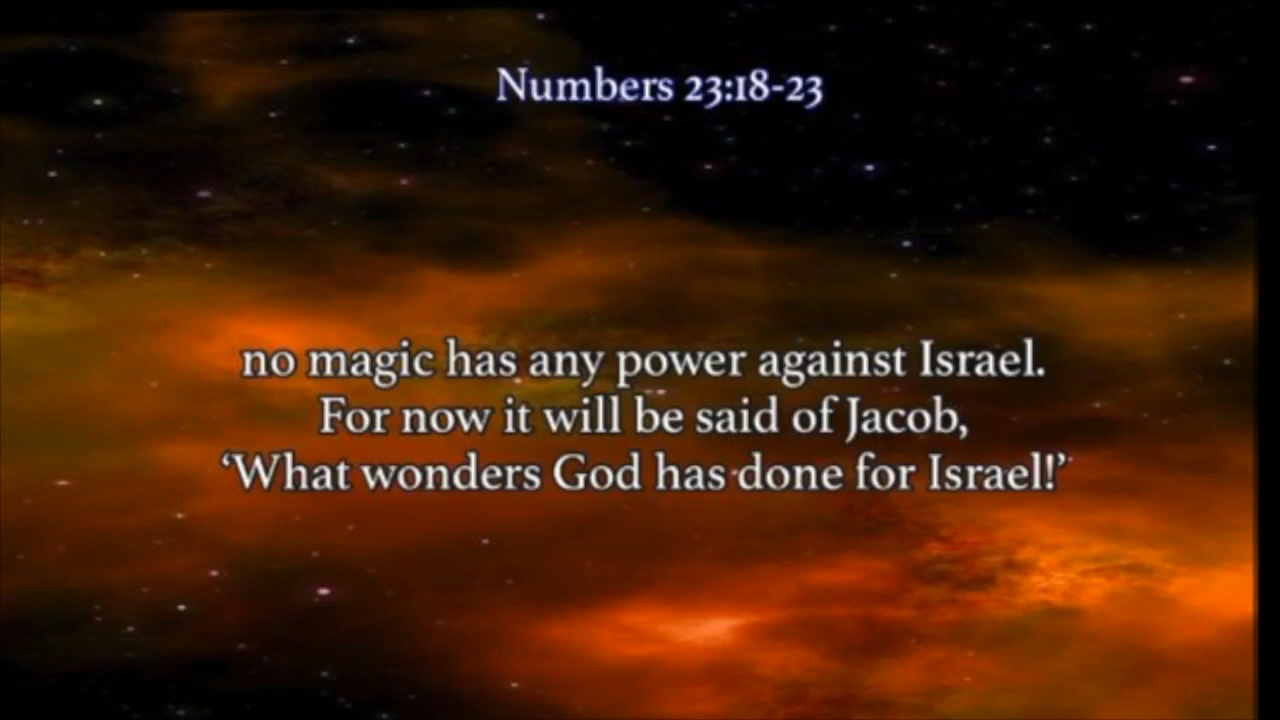 Numbers 23:18-23
no magic has any power against Israel.
For now it will be said of Jacob,
‘What wonders God has done for Israel!’